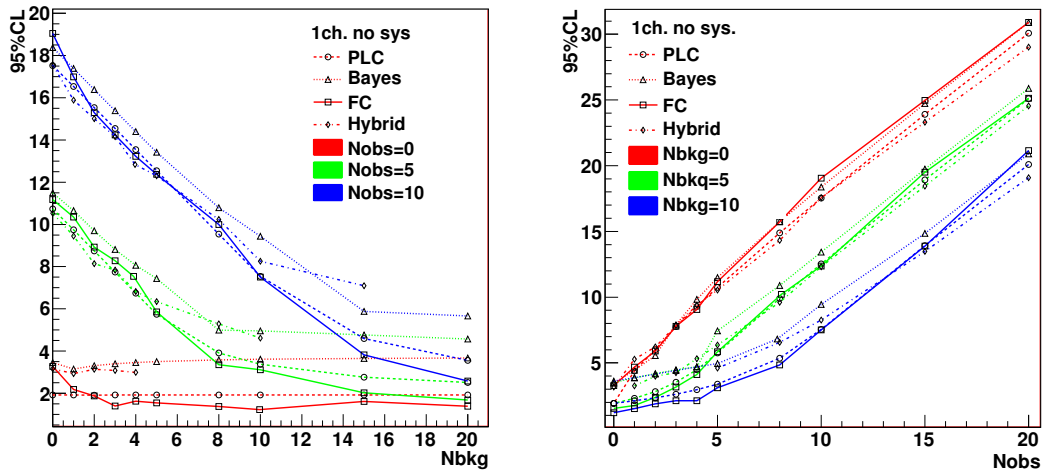 95%CL
20
18
16
14
12
10
8
6
4
2
0 2 4 6 8 10 12 14 16 18 20
Nbkg
1ch. no sys
PLC
Bayes
FC
Hybrid
Nobs=0
Nobs=5
Nobs=10
95%CL
30
25
20
15
10
5
0 5 10 15 20
Nobs
1ch. no sys.
PLC
Bayes
FC
Hybrid
Nbkg=0
Nbkq=5
Nbkg=10